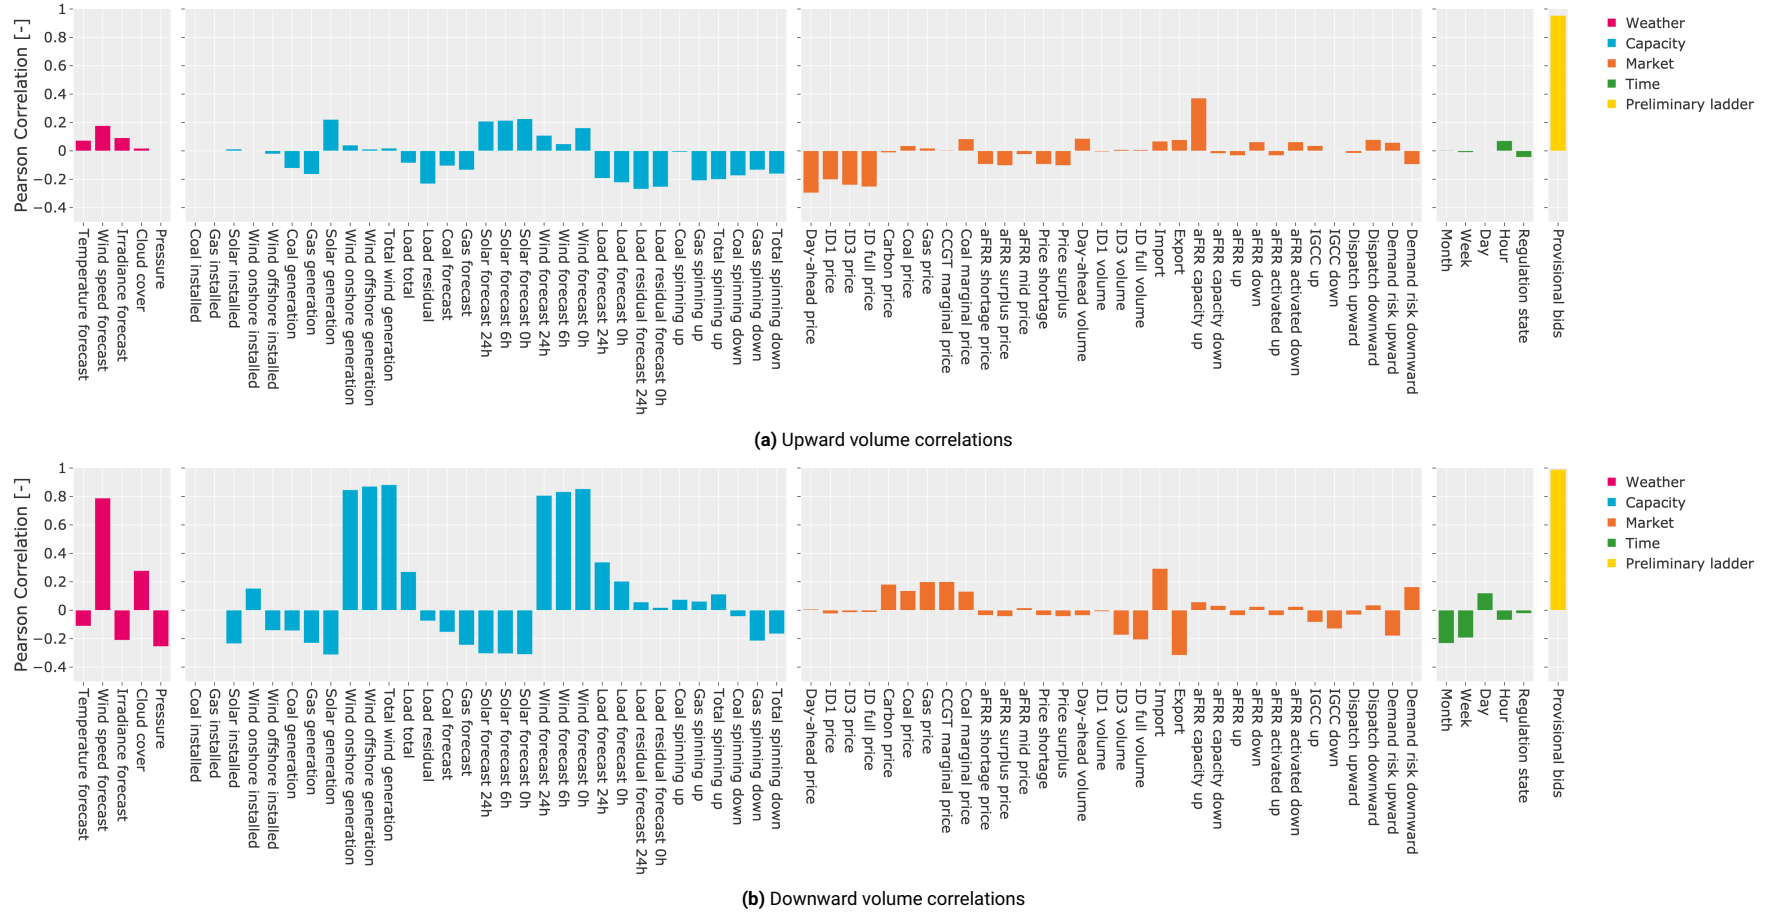 Pearson Correlation [-]
1
0.8
0.6
0.4
0.2
0
−0.2
−0.4
Temperature forecast
Wind speed forecast
Irradiance forecast
Cloud cover
Pressure
Coal installed
Gas installed
Solar installed
Wind onshore installed
Wind offshore installed
Coal generation
Gas generation
Solar generation
Wind onshore generation
Wind offshore generation
Total wind generation
Load total
Load residual
Coal forecast
Gas forecast
Solar forecast 24h
Solar forecast 6h
Solar forecast 0h
Wind forecast 24h
Wind forecast 6h
Wind forecast 0h
Load forecast 24h
Load forecast 0h
Load residual forecast 24h
Load residual forecast 0h
Coal spinning up
Gas spinning up
Total spinning up
Coal spinning down
Gas spinning down
Total spinning down
Day-ahead price
ID1 price
ID3 price
ID full price
Carbon price
Coal price
Gas price
CCGT marginal price
Coal marginal price
aFRR shortage price
aFRR surplus price
aFRR mid price
Price shortage
Price surplus
Day-ahead volume
ID1 volume
ID3 volume
ID full volume
Import
Export
aFRR capacity up
aFRR capacity down
aFRR up
aFRR down
aFRR activated up
aFRR activated down
IGCC up
IGCC down
Dispatch upward
Dispatch downward
Demand risk upward
Demand risk downward
Month
Week
Day
Hour
Regulation state
Provisional bids
Weather
Capacity
Market
Time
Preliminary ladder
(a) Upward volume correlations
Pearson Correlation [-]
1
0.8
0.6
0.4
0.2
0
−0.2
−0.4
Temperature forecast
Wind speed forecast
Irradiance forecast
Cloud cover
Pressure
Coal installed
Gas installed
Solar installed
Wind onshore installed
Wind offshore installed
Coal generation
Gas generation
Solar generation
Wind onshore generation
Wind offshore generation
Total wind generation
Load total
Load residual
Coal forecast
Gas forecast
Solar forecast 24h
Solar forecast 6h
Solar forecast 0h
Wind forecast 24h
Wind forecast 6h
Wind forecast 0h
Load forecast 24h
Load forecast 0h
Load residual forecast 24h
Load residual forecast 0h
Coal spinning up
Gas spinning up
Total spinning up
Coal spinning down
Gas spinning down
Total spinning down
Day-ahead price
ID1 price
ID3 price
ID full price
Carbon price
Coal price
Gas price
CCGT marginal price
Coal marginal price
aFRR shortage price
aFRR surplus price
aFRR mid price
Price shortage
Price surplus
Day-ahead volume
ID1 volume
ID3 volume
ID full volume
Import
Export
aFRR capacity up
aFRR capacity down
aFRR up
aFRR down
aFRR activated up
aFRR activated down
IGCC up
IGCC down
Dispatch upward
Dispatch downward
Demand risk upward
Demand risk downward
Month
Week
Day
Hour
Regulation state
Provisional bids
Weather
Capacity
Market
Time
Preliminary ladder
(b) Downward volume correlations